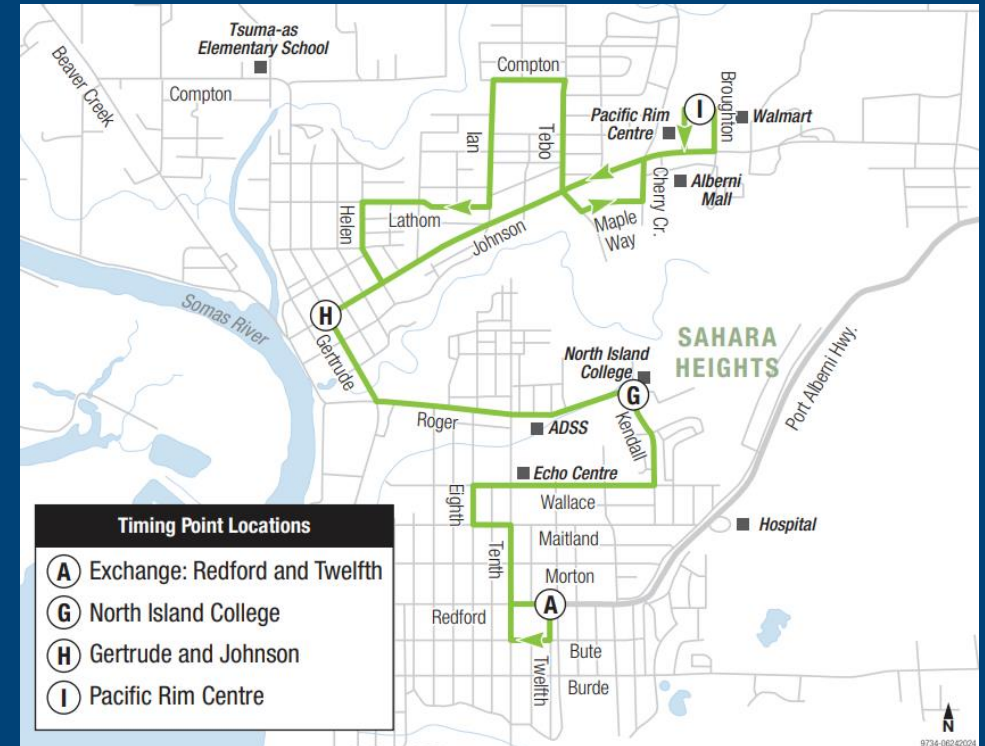 Tsuma-as
Elementary School
Beaver Creek
Compton
Compton
Ian
Tebo
Pacific Rim
Centre
I
Broughton
Walmart
Alberni
Mall
Cherry Cr.
Maple
Way
Helen
Lathom
Johnson
H
Gertrude
Somas River
SAHARA
HEIGHTS
North Island
College
G
Kendall
Port Alberni Hwy.
Roger
ADSS
Echo Centre
Eighth
Wallace
Hospital
Maitland
Tenth
Morton
Redford
A
Bute
Twelfth
Burde
Timing Point Locations
A Exchange: Redford and Twelfth
G North Island College
H Gertrude and Johnson
I Pacific Rim Centre
N
9734-06242024